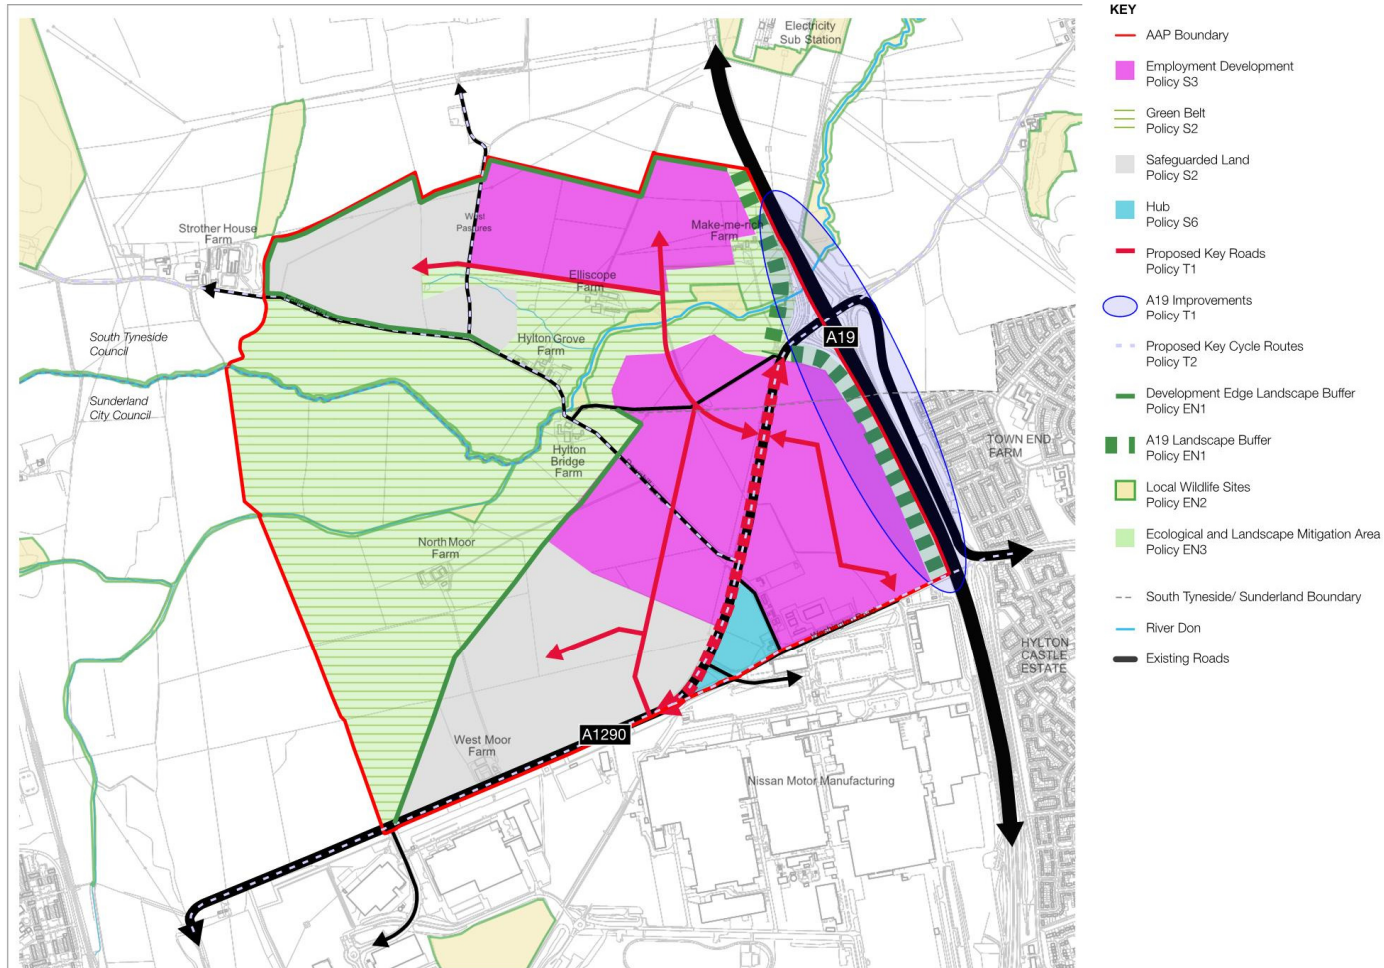 Electricity
Sub Station
Strother House
Farm
West
Pastures
Make-me-rich
Farm
Elliscope
Farm
South Tyneside
Council
Hylton Grove
Farm
A19
Sunderland
City Council
TOWN END
FARM
Hylton
Bridge
Farm
North Moor
Farm
HYLTON
CASTLE
ESTATE
A1290
West Moor
Farm
Nissan Motor Manufacturing
KEY
AAP Boundary
Employment Development
Policy S3
Green Belt
Policy S2
Safeguarded Land
Policy S2
Hub
Policy S6
Proposed Key Roads
Policy T1
A19 Improvements
Policy T1
Proposed Key Cycle Routes
Policy T2
Development Edge Landscape Buffer
Policy EN1
A19 Landscape Buffer
Policy EN1
Local Wildlife Sites
Policy EN2
Ecological and Landscape Mitigation Area
Policy EN3
South Tyneside/ Sunderland Boundary
River Don
Existing Roads